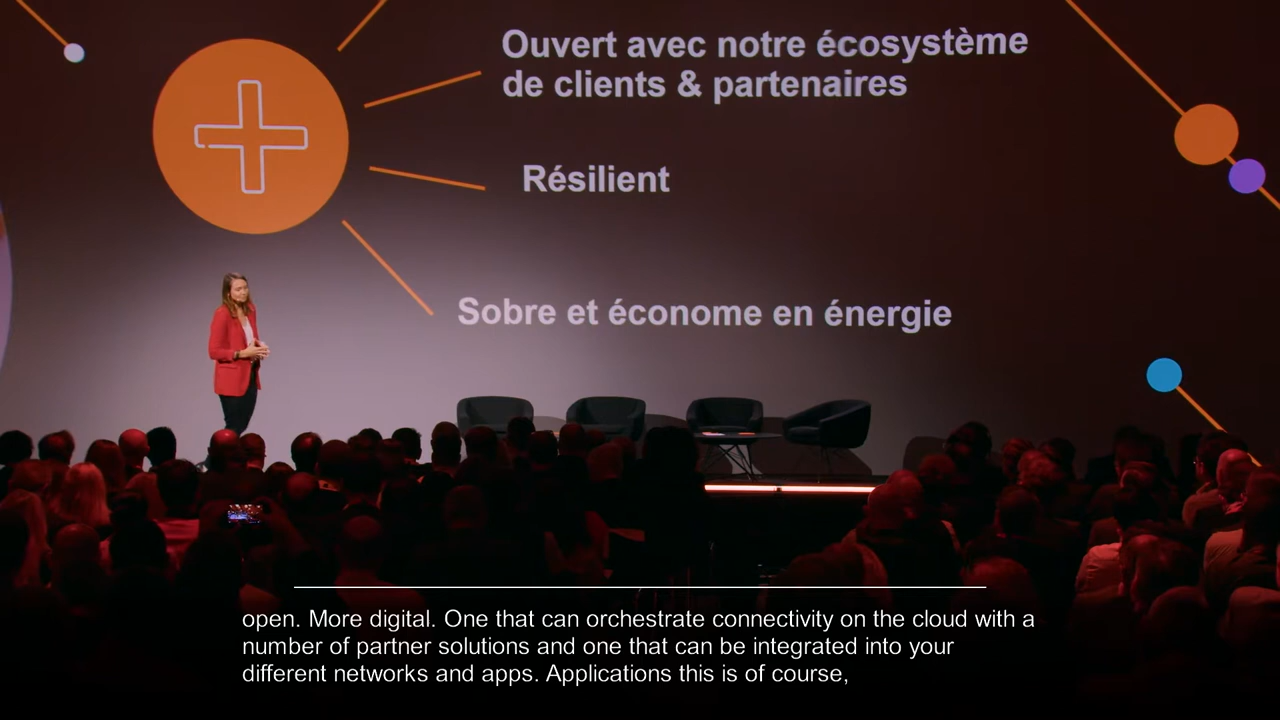 Ouvert avec notre écosystème
de clients & partenaires
Résilient
Sobre et économe en énergie
open. More digital. One that can orchestrate connectivity on the cloud with a
number of partner solutions and one that can be integrated into your
different networks and apps. Applications this is of course,